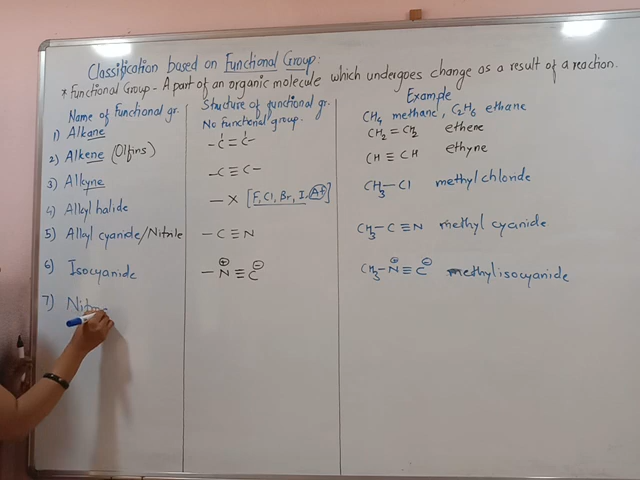 Classification based on Functional Group:
* Functional Group - A part of an organic molecule which undergoes change as a result of a reaction.
Name of Functional gr. Structure of functional gr. Example
1) Alkane No functional group. CH4 methane, C2H6 ethane
2) Alkene (Olfins) -C=C- CH2=CH2 ethene
3) Alkyne -C≡C- CH≡CH ethyne
4) Alkyl halide -X [F, Cl, Br, I, At] CH3-Cl methyl chloride
5) Alkyl cyanide/Nitrile -C≡N CH3-C≡N methyl cyanide
6) Isocyanide -N⊕≡C⊖ CH3-N⊕≡C⊖ methylisocyanide
7) Nitro